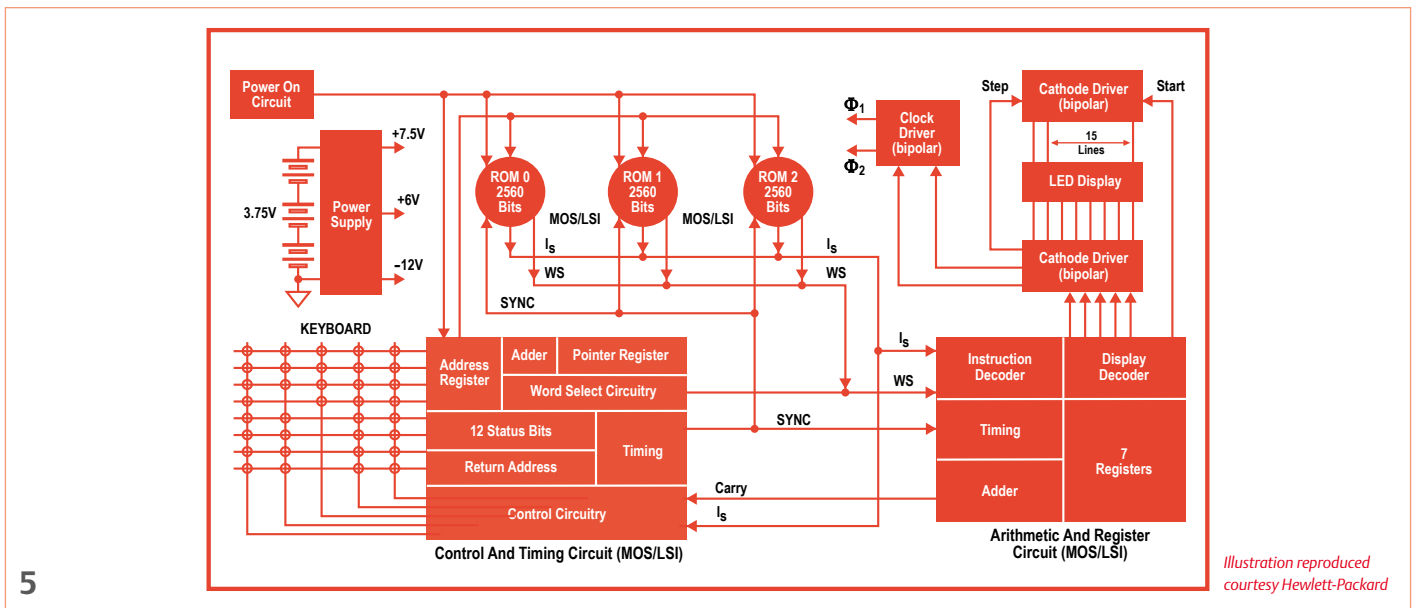 Power On
Circuit
+7.5V
3.75V
Power
Supply
+6V
–12V
ROM 0
2560
Bits
MOS/LSI
ROM 1
2560
Bits
MOS/LSI
ROM 2
2560
Bits
IS
IS
WS
WS
SYNC
Φ1
Φ2
Clock
Driver
(bipolar)
Step
Cathode Driver
(bipolar)
Start
15
Lines
LED Display
Cathode Driver
(bipolar)
KEYBOARD
Address
Register
Adder
Pointer Register
Word Select Circuitry
12 Status Bits
Return Address
Timing
Control Circuitry
Control And Timing Circuit (MOS/LSI)
IS
WS
SYNC
Carry
IS
Instruction
Decoder
Display
Decoder
Timing
Adder
7
Registers
Arithmetic And Register
Circuit (MOS/LSI)
5
Illustration reproduced
courtesy Hewlett-Packard